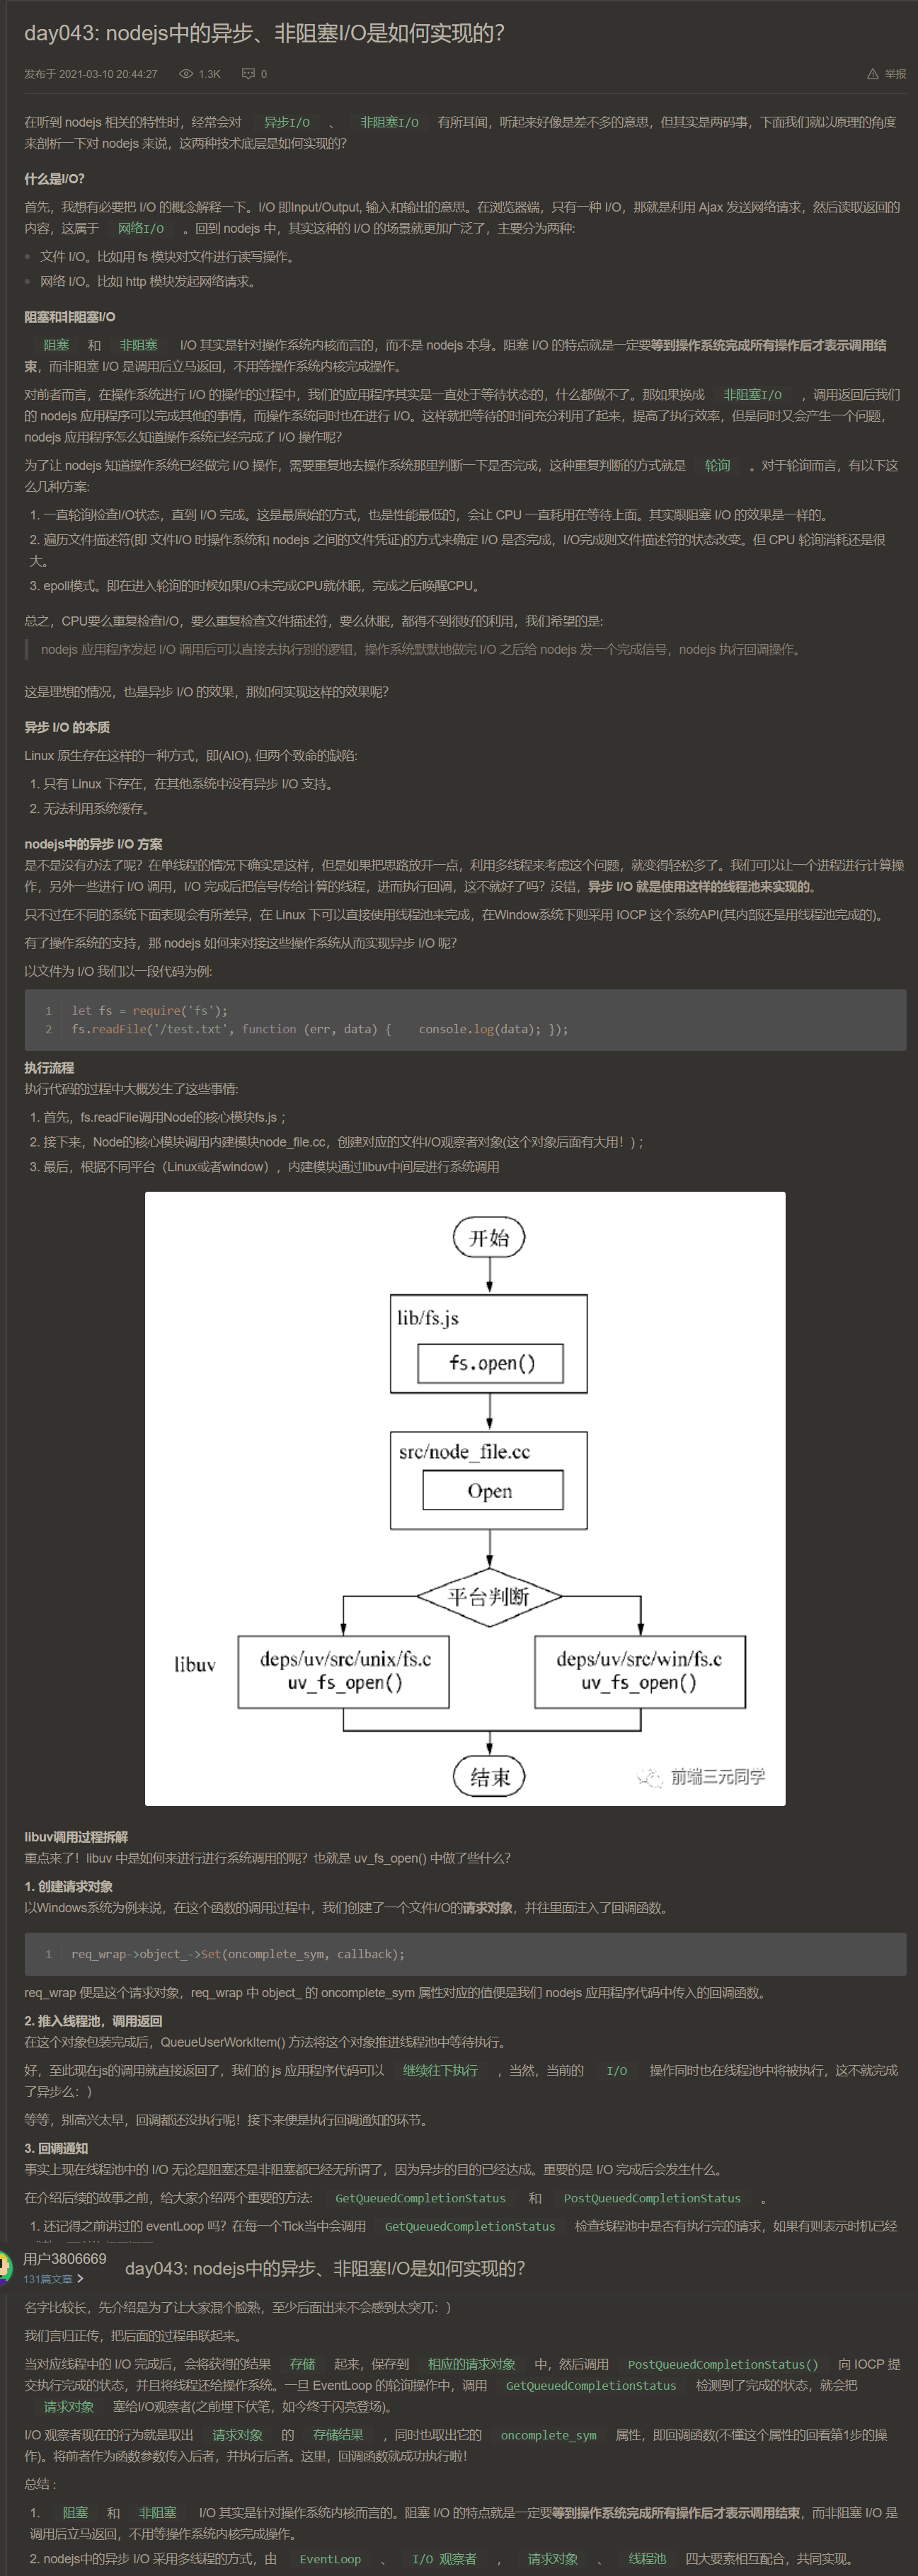 day043: nodejs中的异步、非阻塞I/O是如何实现的？
发布于 2021-03-10 20:44:27
1.3K
0
举报
在听到 nodejs 相关的特性时，经常会对 异步I/O 、 非阻塞I/O 有所耳闻，听起来好像是差不多的意思，但其实是两码事，下面我们就以原理的角度
来剖析一下对 nodejs 来说，这两种技术底层是如何实现的？
什么是I/O？
首先，我想有必要把 I/O 的概念解释一下。I/O 即Input/Output, 输入和输出的意思。在浏览器端，只有一种 I/O，那就是利用 Ajax 发送网络请求，然后读取返回的
内容，这属于 网络I/O 。回到 nodejs 中，其实这种的 I/O 的场景就更加广泛了，主要分为两种:
文件 I/O。比如用 fs 模块对文件进行读写操作。
网络 I/O。比如 http 模块发起网络请求。
阻塞和非阻塞I/O
阻塞 和 非阻塞 I/O 其实是针对操作系统内核而言的，而不是 nodejs 本身。阻塞 I/O 的特点就是一定要等到操作系统完成所有操作后才表示调用结
束，而非阻塞 I/O 是调用后立马返回，不用等操作系统内核完成操作。
对前者而言，在操作系统进行 I/O 的操作的过程中，我们的应用程序其实是一直处于等待状态的，什么都做不了。那如果换成 非阻塞I/O ，调用返回后我们
的 nodejs 应用程序可以完成其他的事情，而操作系统同时也在进行 I/O。这样就把等待的时间充分利用了起来，提高了执行效率，但是同时又会产生一个问题，
nodejs 应用程序怎么知道操作系统已经完成了 I/O 操作呢？
为了让 nodejs 知道操作系统已经做完 I/O 操作，需要重复地去操作系统那里判断一下是否完成，这种重复判断的方式就是 轮询 。对于轮询而言，有以下这
么几种方案:
1. 一直轮询检查I/O状态，直到 I/O 完成。这是最原始的方式，也是性能最低的，会让 CPU 一直耗用在等待上面。其实跟阻塞 I/O 的效果是一样的。
2. 遍历文件描述符(即 文件I/O 时操作系统和 nodejs 之间的文件凭证)的方式来确定 I/O 是否完成，I/O完成则文件描述符的状态改变。但 CPU 轮询消耗还是很
大。
3. epoll模式。即在进入轮询的时候如果I/O未完成CPU就休眠，完成之后唤醒CPU。
总之，CPU要么重复检查I/O，要么重复检查文件描述符，要么休眠，都得不到很好的利用，我们希望的是:
nodejs 应用程序发起 I/O 调用后可以直接去执行别的逻辑，操作系统默默地做完 I/O 之后给 nodejs 发一个完成信号，nodejs 执行回调操作。
这是理想的情况，也是异步 I/O 的效果，那如何实现这样的效果呢？
异步 I/O 的本质
Linux 原生存在这样的一种方式，即(AIO), 但两个致命的缺陷:
1. 只有 Linux 下存在，在其他系统中没有异步 I/O 支持。
2. 无法利用系统缓存。
nodejs中的异步 I/O 方案
是不是没有办法了呢？在单线程的情况下确实是这样，但是如果把思路放开一点，利用多线程来考虑这个问题，就变得轻松多了。我们可以让一个进程进行计算操
作，另外一些进行 I/O 调用，I/O 完成后把信号传给计算的线程，进而执行回调，这不就好了吗？没错，异步 I/O 就是使用这样的线程池来实现的。
只不过在不同的系统下面表现会有所差异，在 Linux 下可以直接使用线程池来完成，在Window系统下则采用 IOCP 这个系统API(其内部还是用线程池完成的)。
有了操作系统的支持，那 nodejs 如何来对接这些操作系统从而实现异步 I/O 呢？
以文件为 I/O 我们以一段代码为例:
1 let fs = require('fs');
2 fs.readFile('/test.txt', function (err, data) {    console.log(data); });
执行流程
执行代码的过程中大概发生了这些事情:
1. 首先，fs.readFile调用Node的核心模块fs.js ；
2. 接下来，Node的核心模块调用内建模块node_file.cc，创建对应的文件I/O观察者对象(这个对象后面有大用！) ；
3. 最后，根据不同平台（Linux或者window），内建模块通过libuv中间层进行系统调用
开始
lib/fs.js
fs.open()
src/node_file.cc
Open
平台判断
libuv
deps/uv/src/unix/fs.c
uv_fs_open()
deps/uv/src/win/fs.c
uv_fs_open()
结束
前端三元同学
libuv调用过程拆解
重点来了！libuv 中是如何来进行进行系统调用的呢？也就是 uv_fs_open() 中做了些什么？
1. 创建请求对象
以Windows系统为例来说，在这个函数的调用过程中，我们创建了一个文件I/O的请求对象，并往里面注入了回调函数。
1 req_wrap->object_->Set(oncomplete_sym, callback);
req_wrap 便是这个请求对象，req_wrap 中 object_ 的 oncomplete_sym 属性对应的值便是我们 nodejs 应用程序代码中传入的回调函数。
2. 推入线程池，调用返回
在这个对象包装完成后，QueueUserWorkItem() 方法将这个对象推进线程池中等待执行。
好，至此现在js的调用就直接返回了，我们的 js 应用程序代码可以 继续往下执行 ，当然，当前的 I/O 操作同时也在线程池中将被执行，这不就完成
了异步么：)
等等，别高兴太早，回调都还没执行呢！接下来便是执行回调通知的环节。
3. 回调通知
事实上现在线程池中的 I/O 无论是阻塞还是非阻塞都已经无所谓了，因为异步的目的已经达成。重要的是 I/O 完成后会发生什么。
在介绍后续的故事之前，给大家介绍两个重要的方法: GetQueuedCompletionStatus 和 PostQueuedCompletionStatus 。
1. 还记得之前讲过的 eventLoop 吗？在每一个Tick当中会调用 GetQueuedCompletionStatus 检查线程池中是否有执行完的请求，如果有则表示时机已经
用户3806669
131篇文章
day043: nodejs中的异步、非阻塞I/O是如何实现的？
名字比较长，先介绍是为了让大家混个脸熟，至少后面出来不会感到太突兀：)
我们言归正传，把后面的过程串联起来。
当对应线程中的 I/O 完成后，会将获得的结果 存储 起来，保存到 相应的请求对象 中，然后调用 PostQueuedCompletionStatus() 向 IOCP 提
交执行完成的状态，并且将线程还给操作系统。一旦 EventLoop 的轮询操作中，调用 GetQueuedCompletionStatus 检测到了完成的状态，就会把
请求对象 塞给I/O观察者(之前埋下伏笔，如今终于闪亮登场)。
I/O 观察者现在的行为就是取出 请求对象 的 存储结果 ，同时也取出它的 oncomplete_sym 属性，即回调函数(不懂这个属性的回看第1步的操
作)。将前者作为函数参数传入后者，并执行后者。这里，回调函数就成功执行啦！
总结 :
1. 阻塞 和 非阻塞 I/O 其实是针对操作系统内核而言的。阻塞 I/O 的特点就是一定要等到操作系统完成所有操作后才表示调用结束，而非阻塞 I/O 是
调用后立马返回，不用等操作系统内核完成操作。
2. nodejs中的异步 I/O 采用多线程的方式，由 EventLoop 、 I/O 观察者 ， 请求对象 、 线程池 四大要素相互配合，共同实现。